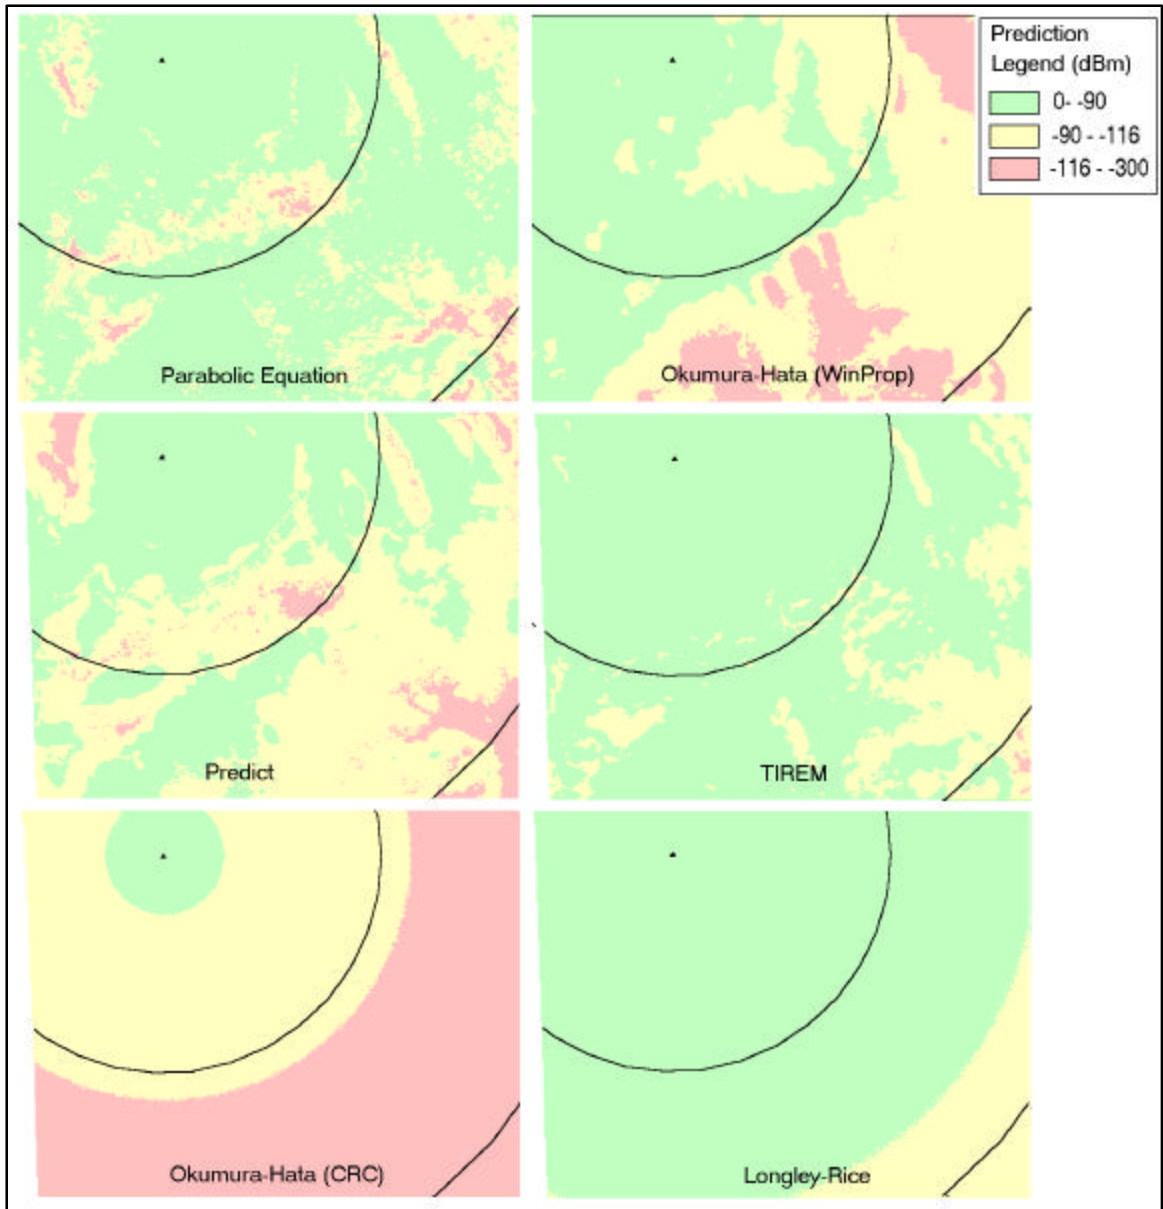 Prediction
Legend (dBm)
0- -90
-90 - -116
-116 - -300
Parabolic Equation
Okumura-Hata (WinProp)
Predict
TIREM
Okumura-Hata (CRC)
Longley-Rice